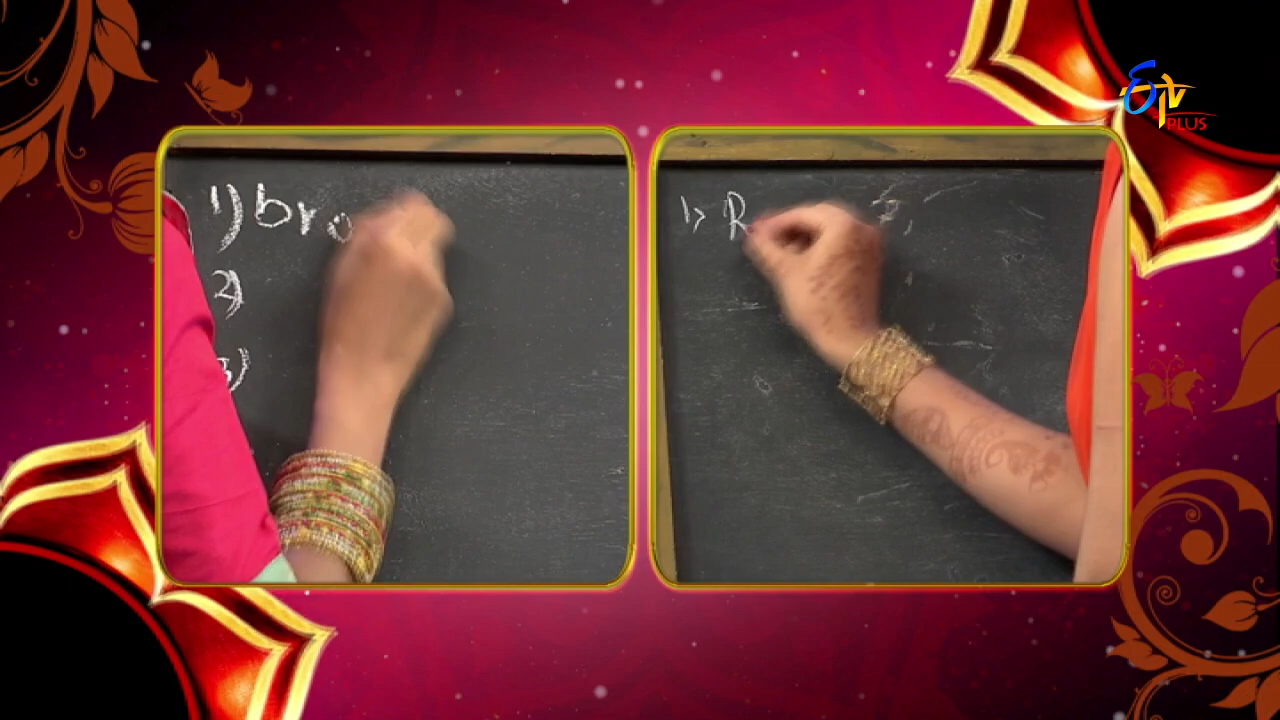 ETV
PLUS
1) bro
2)
3)
1) R